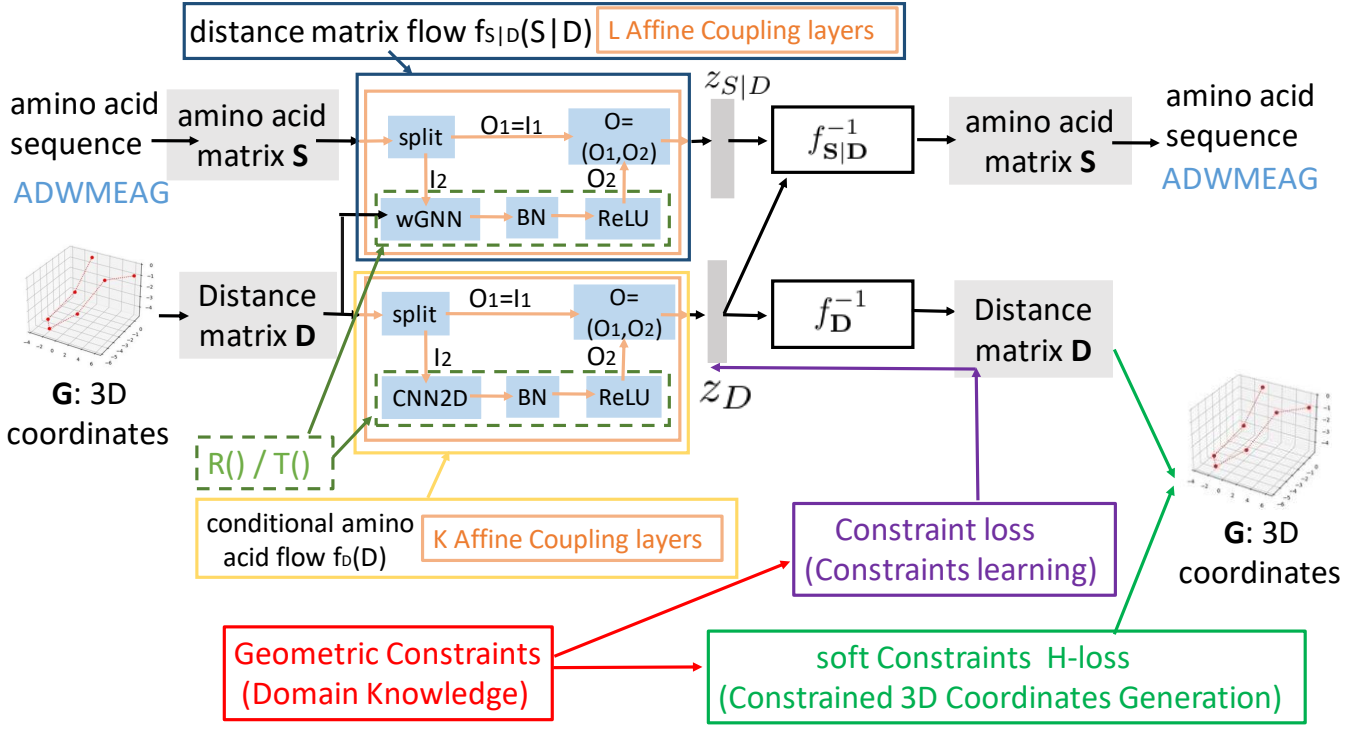 distance matrix flow fS|D(S|D)
L Affine Coupling layers
amino acid
sequence
ADWMEAG
amino acid
matrix S
split
O1=I1
O=
(O1,O2)
I2
O2
wGNN
BN
ReLU
zS|D
f−1S|D
amino acid
matrix S
amino acid
sequence
ADWMEAG
G: 3D
coordinates
Distance
matrix D
split
O1=I1
O=
(O1,O2)
I2
O2
CNN2D
BN
ReLU
zD
f−1D
Distance
matrix D
G: 3D
coordinates
R() / T()
conditional amino
acid flow fD(D)
K Affine Coupling layers
Constraint loss
(Constraints learning)
Geometric Constraints
(Domain Knowledge)
soft Constraints H-loss
(Constrained 3D Coordinates Generation)